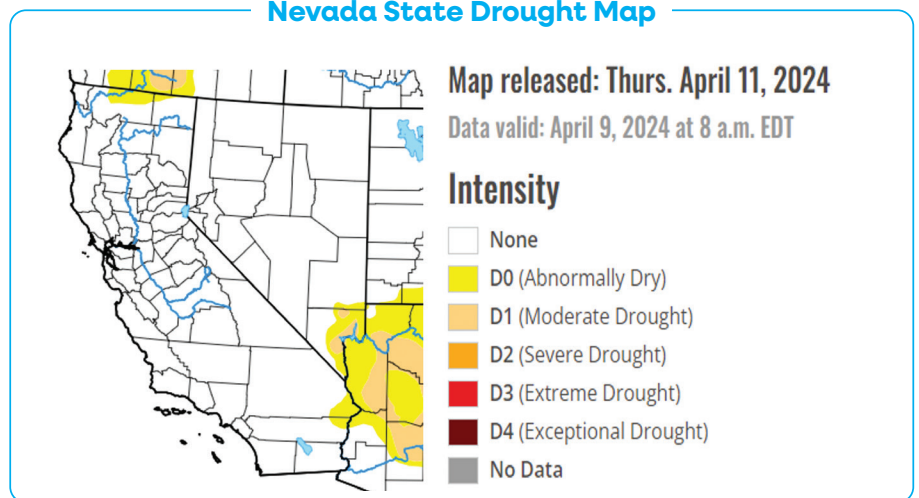 Nevada State Drought Map
Map released: Thurs. April 11, 2024
Data valid: April 9, 2024 at 8 a.m. EDT
Intensity
None
D0 (Abnormally Dry)
D1 (Moderate Drought)
D2 (Severe Drought)
D3 (Extreme Drought)
D4 (Exceptional Drought)
No Data